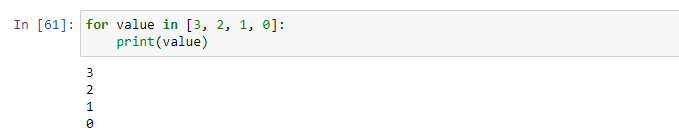 In [61]: for value in [3, 2, 1, 0]:
    print(value)
3
2
1
0